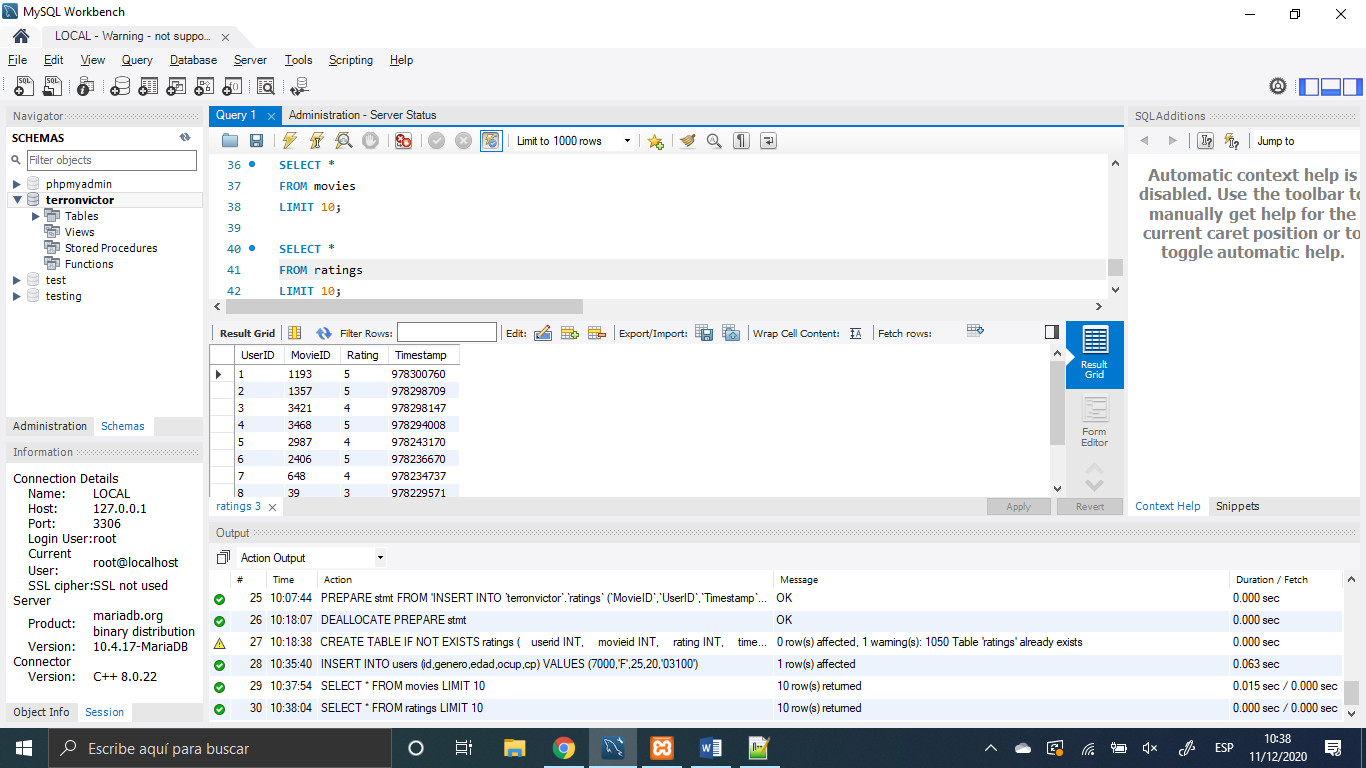 MySQL Workbench
LOCAL - Warning - not suppo...
File Edit View Query Database Server Tools Scripting Help
Navigator
SCHEMAS
Filter objects
phpmyadmin
terronvictor
Tables
Views
Stored Procedures
Functions
test
testing
Administration Schemas
Information
Connection Details
Name: LOCAL
Host: 127.0.0.1
Port: 3306
Login User:root
Current
User: root@localhost
SSL cipher:SSL not used
Server
Product: mariadb.org
binary distribution
Version: 10.4.17-MariaDB
Connector
Version: C++ 8.0.22
Object Info Session
Query 1 Administration - Server Status
Limit to 1000 rows
36 SELECT *
37 FROM movies
38 LIMIT 10;
39
40 SELECT *
41 FROM ratings
42 LIMIT 10;
Result Grid Filter Rows: Edit: Export/Import: Wrap Cell Content: Fetch rows:
UserID MovieID Rating Timestamp
1 1193 5 978300760
2 1357 5 978298709
3 3421 4 978298147
4 3468 5 978294008
5 2987 4 978243170
6 2406 5 978236670
7 648 4 978234737
8 39 3 978229571
Result
Grid
Form
Editor
ratings 3 Apply Revert
SQLAdditions
Jump to
Automatic context help is
disabled. Use the toolbar to
manually get help for the
current caret position or to
toggle automatic help.
Context Help Snippets
Output
Action Output
# Time Action Message Duration / Fetch
25 10:07:44 PREPARE stmt FROM 'INSERT INTO `terronvictor`.`ratings` (`MovieID`,`UserID`,`Timestamp`... OK 0.000 sec
26 10:18:07 DEALLOCATE PREPARE stmt OK 0.000 sec
27 10:18:38 CREATE TABLE IF NOT EXISTS ratings ( userid INT, movieid INT, rating INT, time... 0 row(s) affected, 1 warning(s): 1050 Table 'ratings' already exists 0.000 sec
28 10:35:40 INSERT INTO users (id,genero,edad,ocup,cp) VALUES (7000,'F',25,20,'03100') 1 row(s) affected 0.063 sec
29 10:37:54 SELECT * FROM movies LIMIT 10 10 row(s) returned 0.015 sec / 0.000 sec
30 10:38:04 SELECT * FROM ratings LIMIT 10 10 row(s) returned 0.000 sec / 0.000 sec
Escribe aquí para buscar
ESP
10:38
11/12/2020